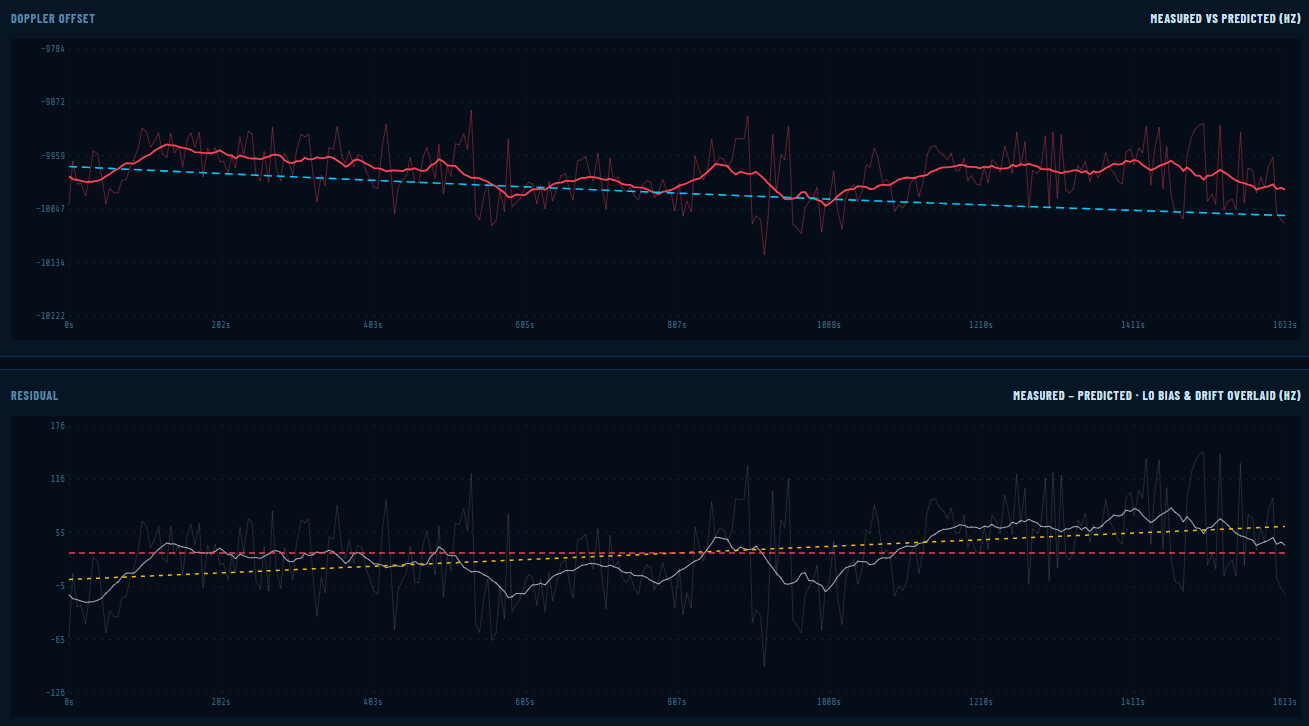 DOPPLER OFFSET
MEASURED VS PREDICTED (HZ)
-9784
-9872
-9959
-10047
-10134
-10222
0s 202s 403s 605s 807s 1008s 1210s 1411s 1613s
RESIDUAL
MEASURED – PREDICTED · LO BIAS & DRIFT OVERLAID (HZ)
176
116
55
-5
-65
-126
0s 202s 403s 605s 807s 1008s 1210s 1411s 1613s